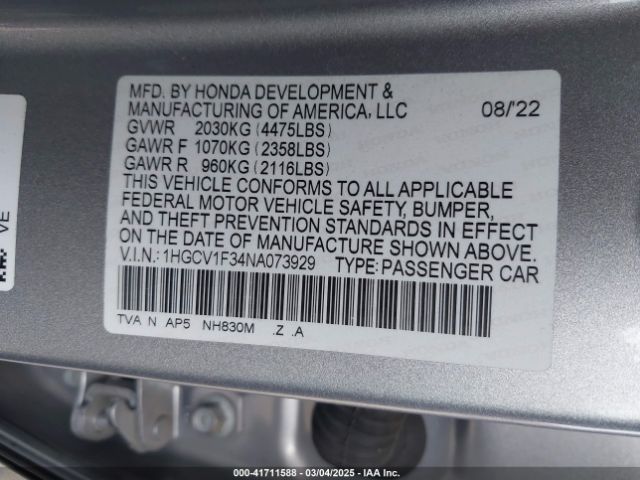 MFD. BY HONDA DEVELOPMENT &
MANUFACTURING OF AMERICA, LLC 08/'22
GVWR 2030KG (4475LBS)
GAWR F 1070KG (2358LBS)
GAWR R 960KG (2116LBS)
THIS VEHICLE CONFORMS TO ALL APPLICABLE
FEDERAL MOTOR VEHICLE SAFETY, BUMPER,
AND THEFT PREVENTION STANDARDS IN EFFECT
ON THE DATE OF MANUFACTURE SHOWN ABOVE.
V.I.N.: 1HGCV1F34NA073929 TYPE: PASSENGER CAR
TVA N AP5 NH830M .Z .A
VE
000-41711588 — 03/04/2025 — IAA Inc.